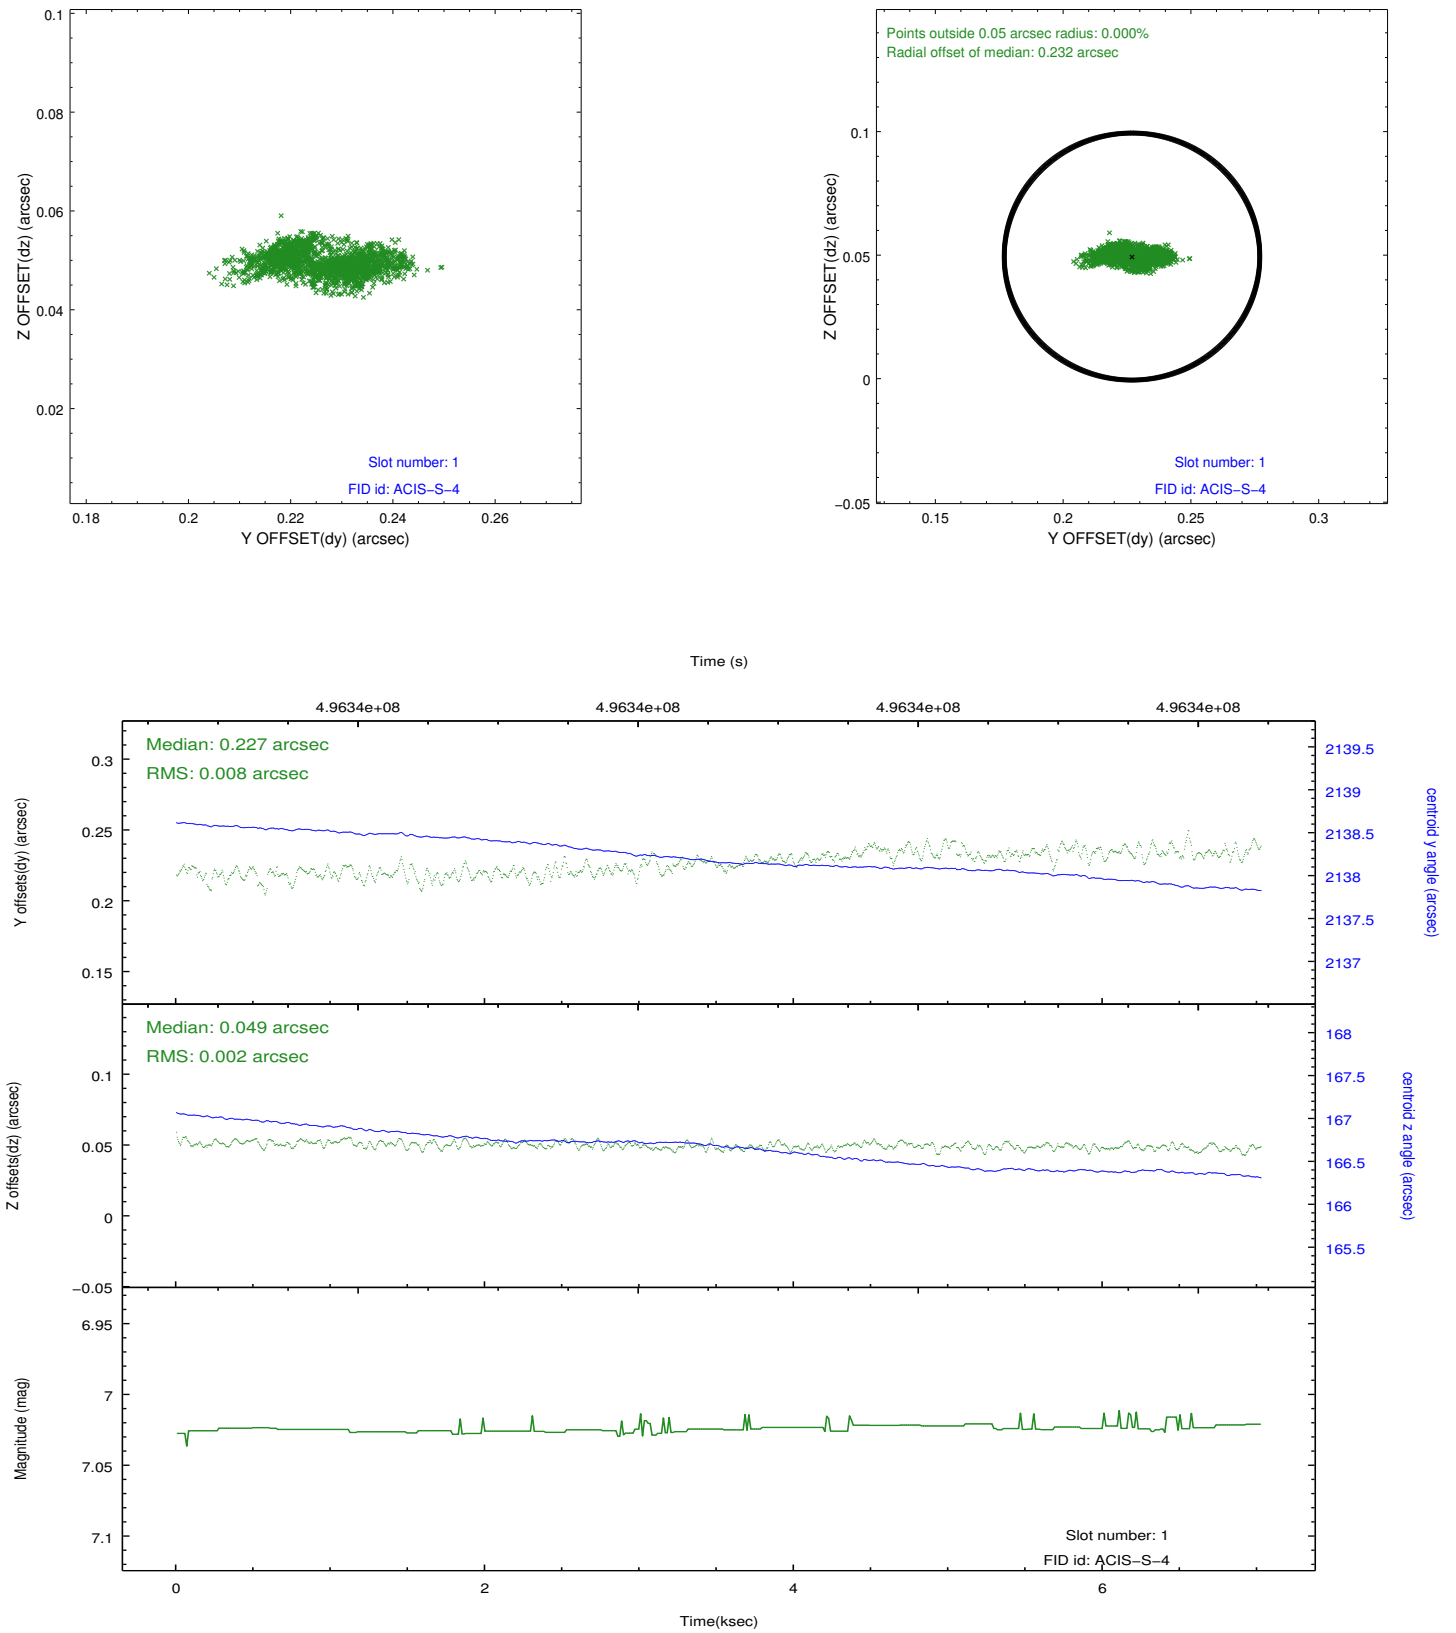 0.1
0.08
0.06
0.04
0.02
Z OFFSET(dz) (arcsec)
Slot number: 1
FID id: ACIS−S−4
0.18 0.2 0.22 0.24 0.26
Y OFFSET(dy) (arcsec)
Points outside 0.05 arcsec radius: 0.000%
Radial offset of median: 0.232 arcsec
0.1
0.05
0
−0.05
Z OFFSET(dz) (arcsec)
Slot number: 1
FID id: ACIS−S−4
0.15 0.2 0.25 0.3
Y OFFSET(dy) (arcsec)
Time (s)
4.9634e+08 4.9634e+08 4.9634e+08 4.9634e+08
Median: 0.227 arcsec
RMS: 0.008 arcsec
0.3
0.25
0.2
0.15
Y offsets(dy) (arcsec)
2139.5
2139
2138.5
2138
2137.5
2137
centroid y angle (arcsec)
Median: 0.049 arcsec
RMS: 0.002 arcsec
0.1
0.05
0
−0.05
Z offsets(dz) (arcsec)
168
167.5
167
166.5
166
165.5
centroid z angle (arcsec)
6.95
7
7.05
7.1
Magnitude (mag)
Slot number: 1
FID id: ACIS−S−4
0 2 4 6
Time(ksec)